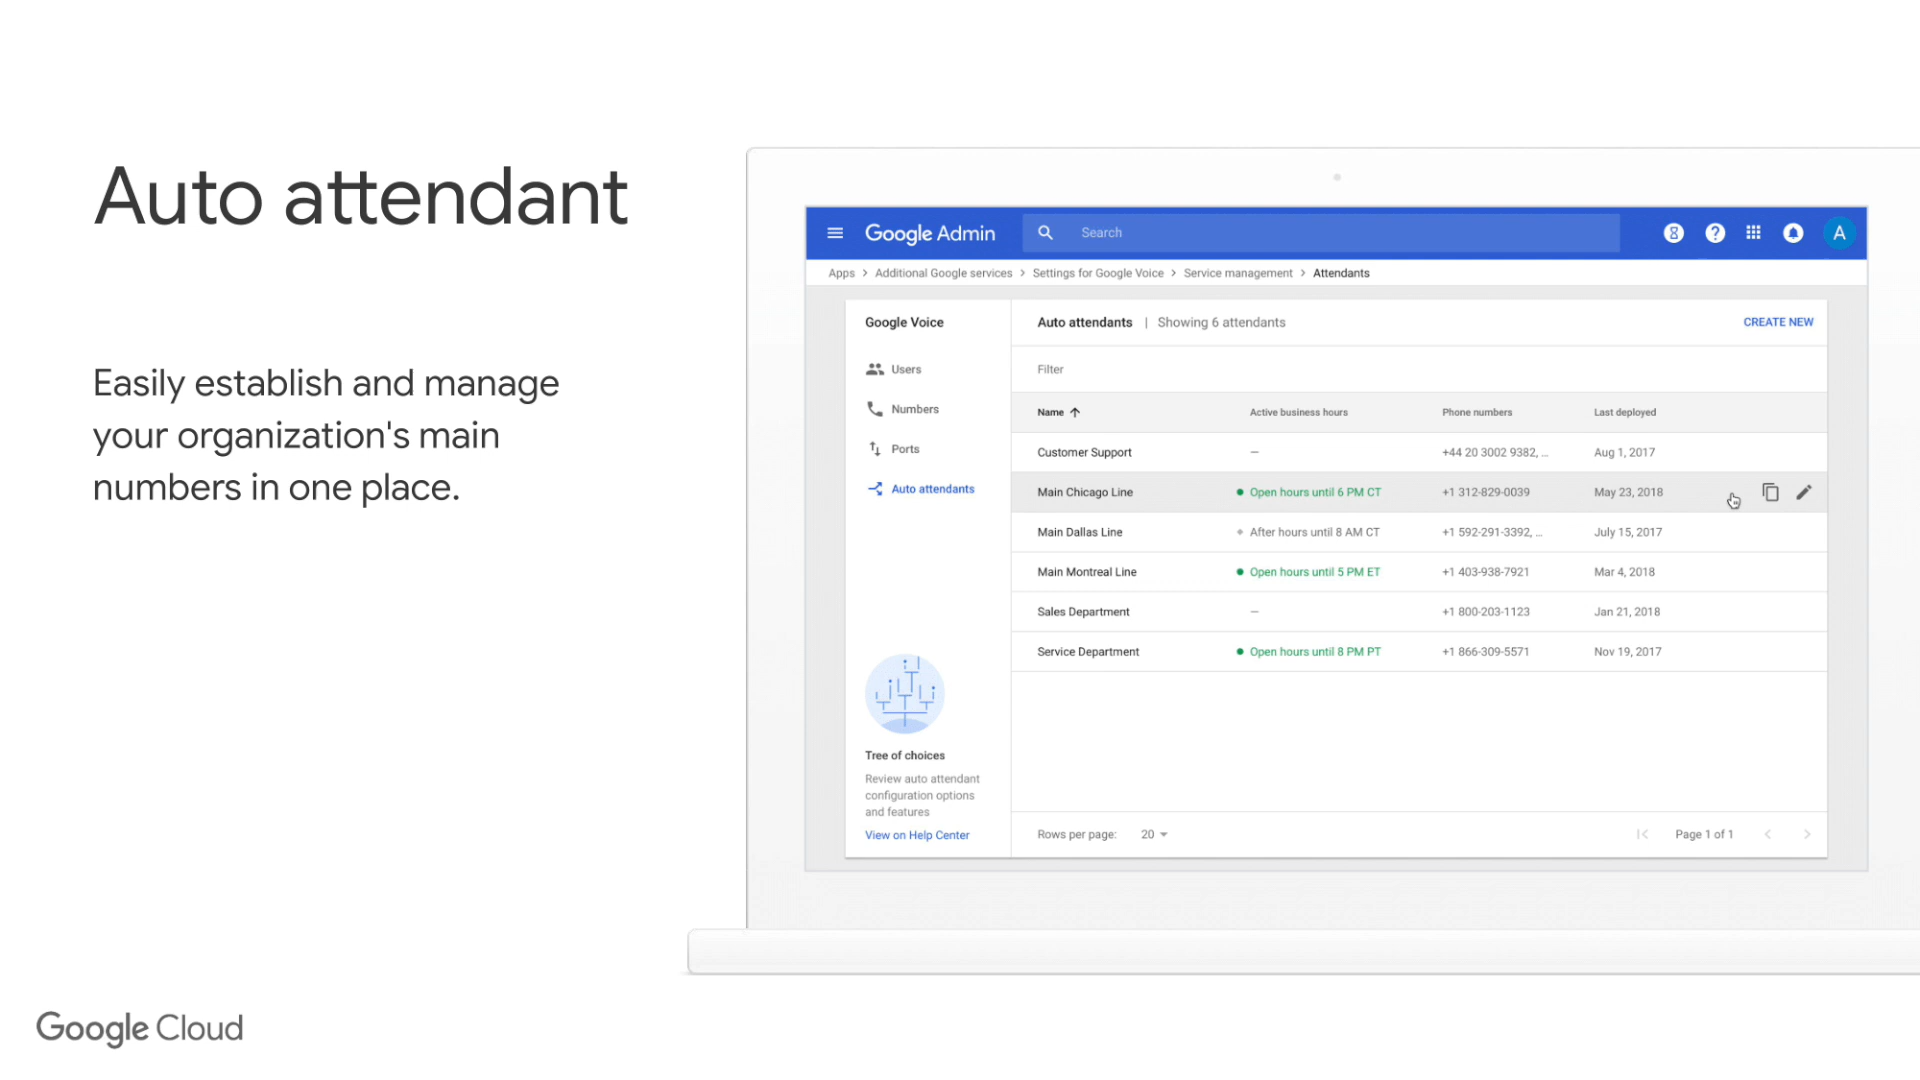 Auto attendant
Easily establish and manage
your organization's main
numbers in one place.
Google Admin
Search
A
Apps > Additional Google services > Settings for Google Voice > Service management > Attendants
Google Voice
Users
Numbers
Ports
Auto attendants
Tree of choices
Review auto attendant
configuration options
and features
View on Help Center
Auto attendants | Showing 6 attendants
CREATE NEW
Filter
Name Active business hours Phone numbers Last deployed
Customer Support — +44 20 3002 9382, ... Aug 1, 2017
Main Chicago Line Open hours until 6 PM CT +1 312-829-0039 May 23, 2018
Main Dallas Line After hours until 8 AM CT +1 592-291-3392, ... July 15, 2017
Main Montreal Line Open hours until 5 PM ET +1 403-938-7921 Mar 4, 2018
Sales Department — +1 800-203-1123 Jan 21, 2018
Service Department Open hours until 8 PM PT +1 866-309-5571 Nov 19, 2017
Rows per page: 20 Page 1 of 1
Google Cloud